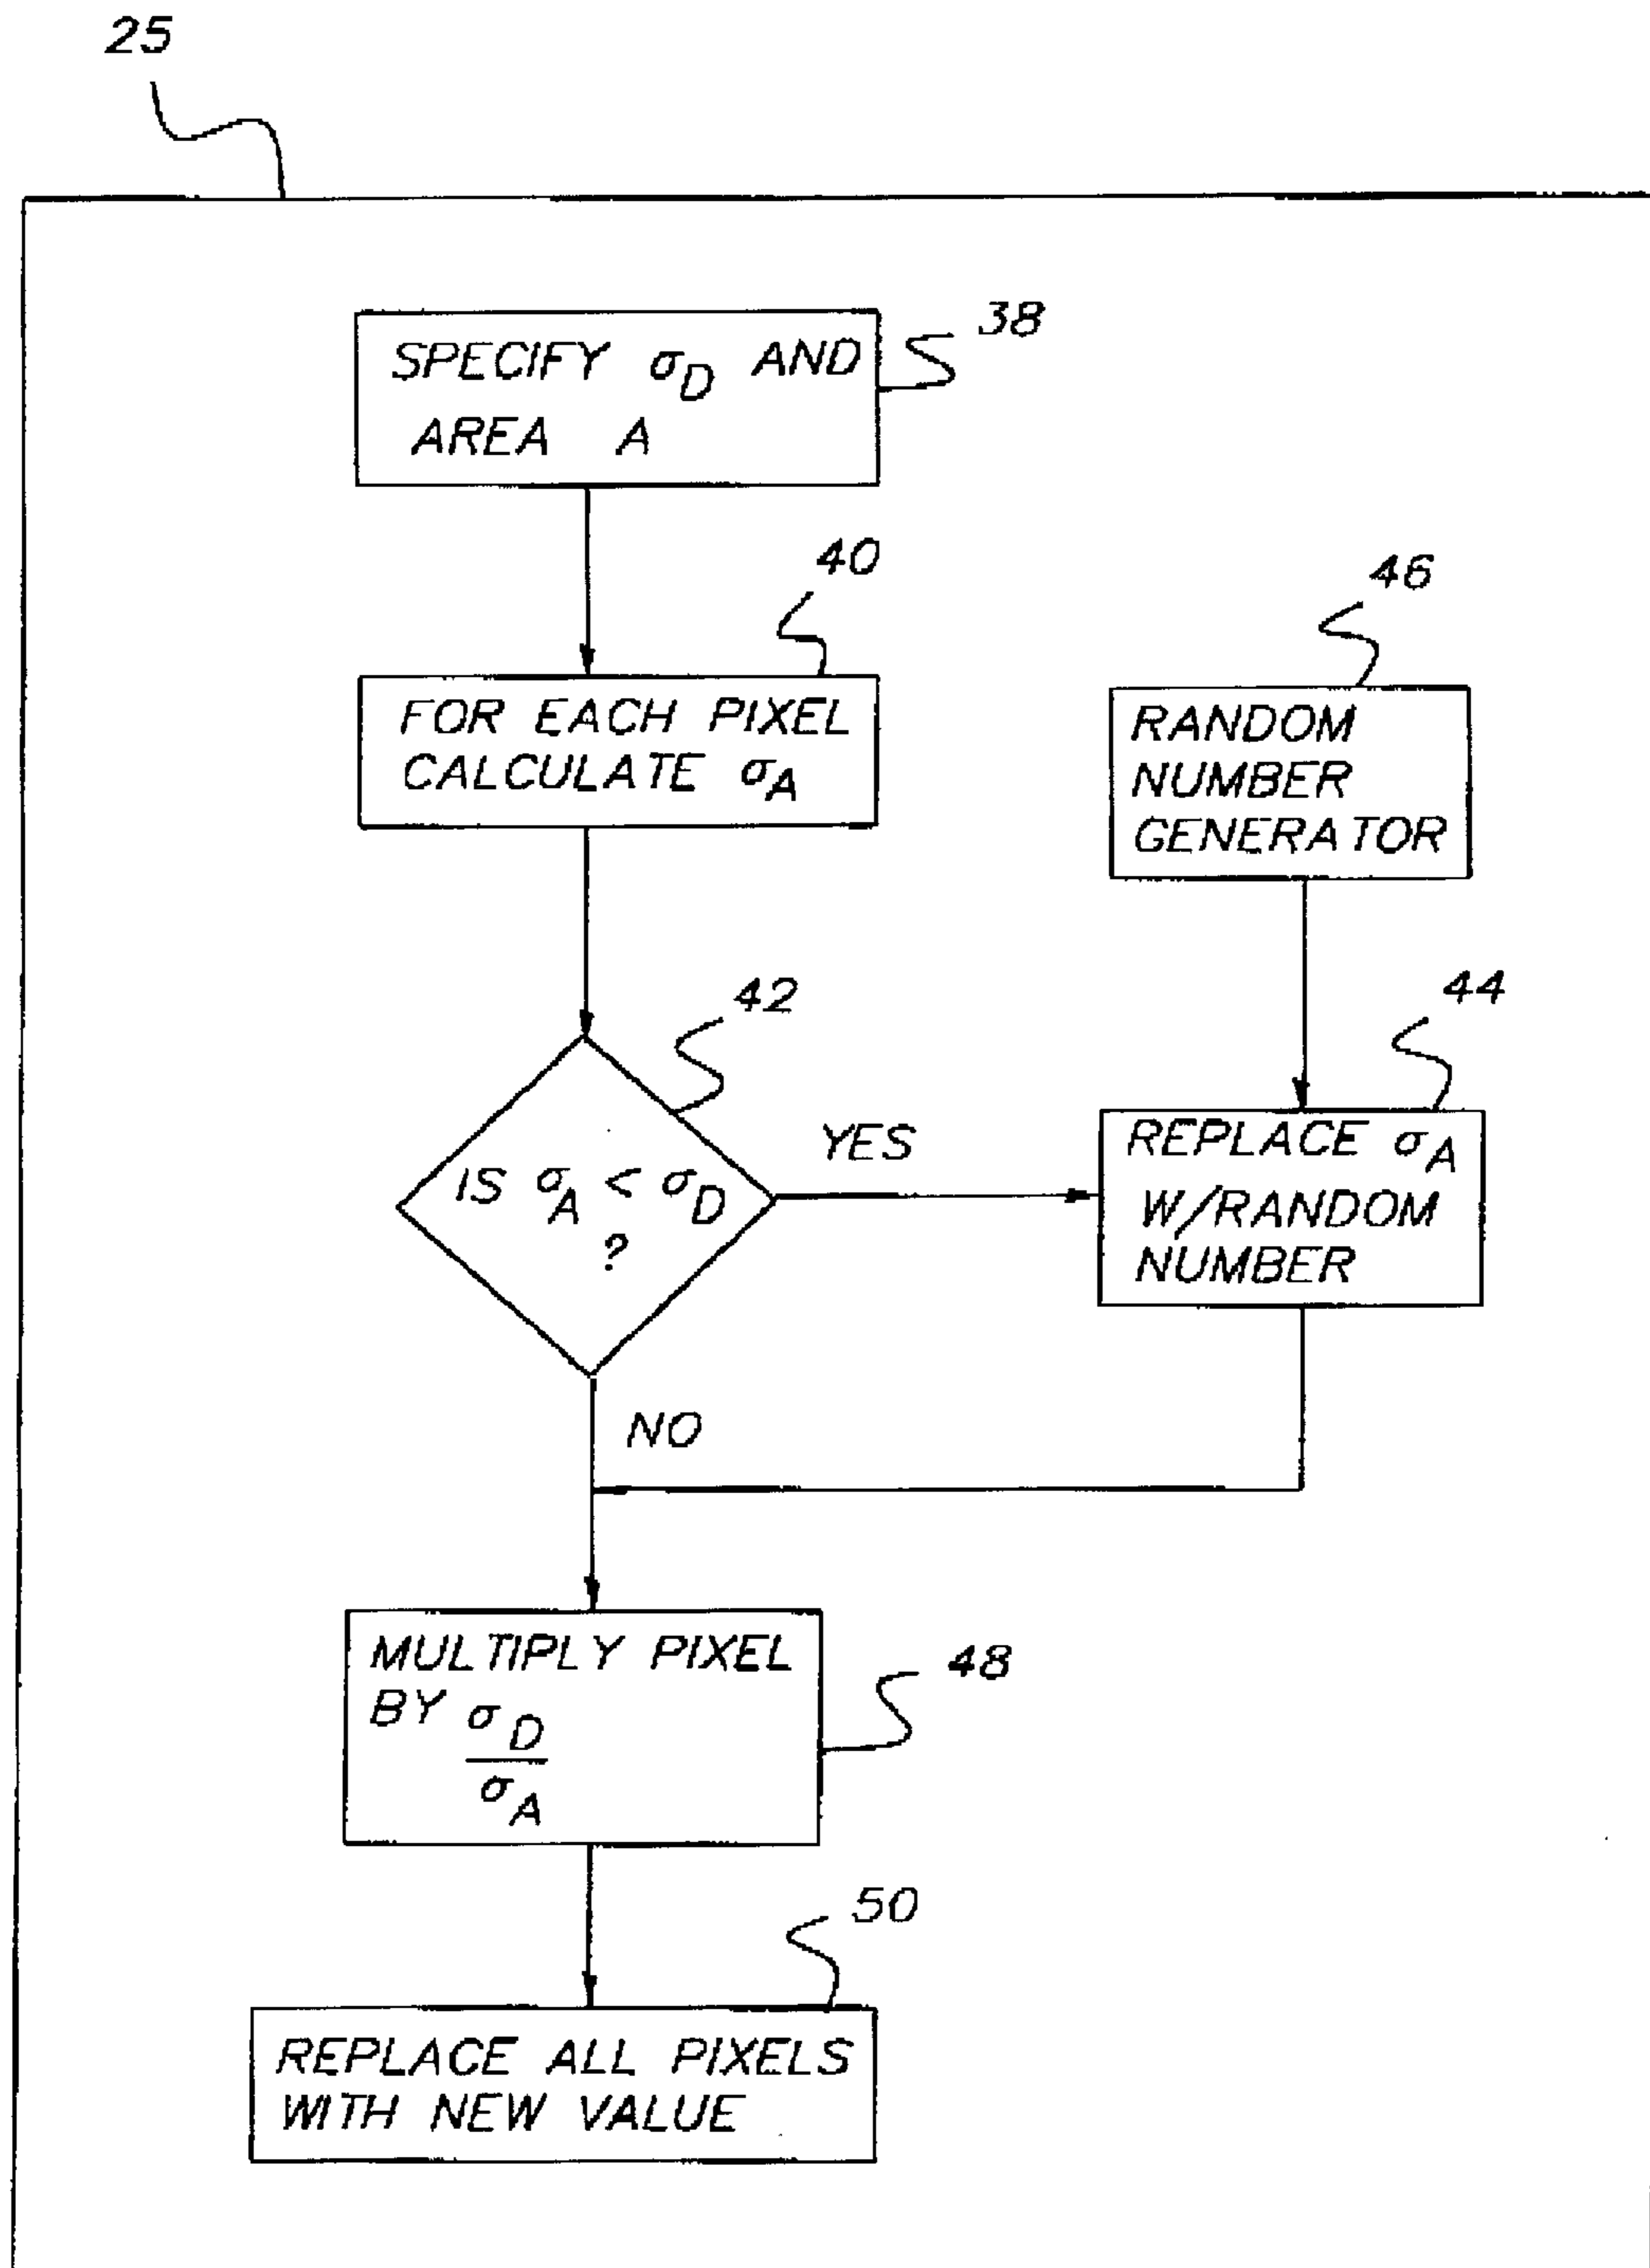 25
38
SPECIFY σD AND
AREA A
40
46
FOR EACH PIXEL
CALCULATE σA
RANDOM
NUMBER
GENERATOR
42
44
IS σA < σD
?
YES
REPLACE σA
W/RANDOM
NUMBER
NO
48
MULTIPLY PIXEL
BY σD
σA
50
REPLACE ALL PIXELS
WITH NEW VALUE